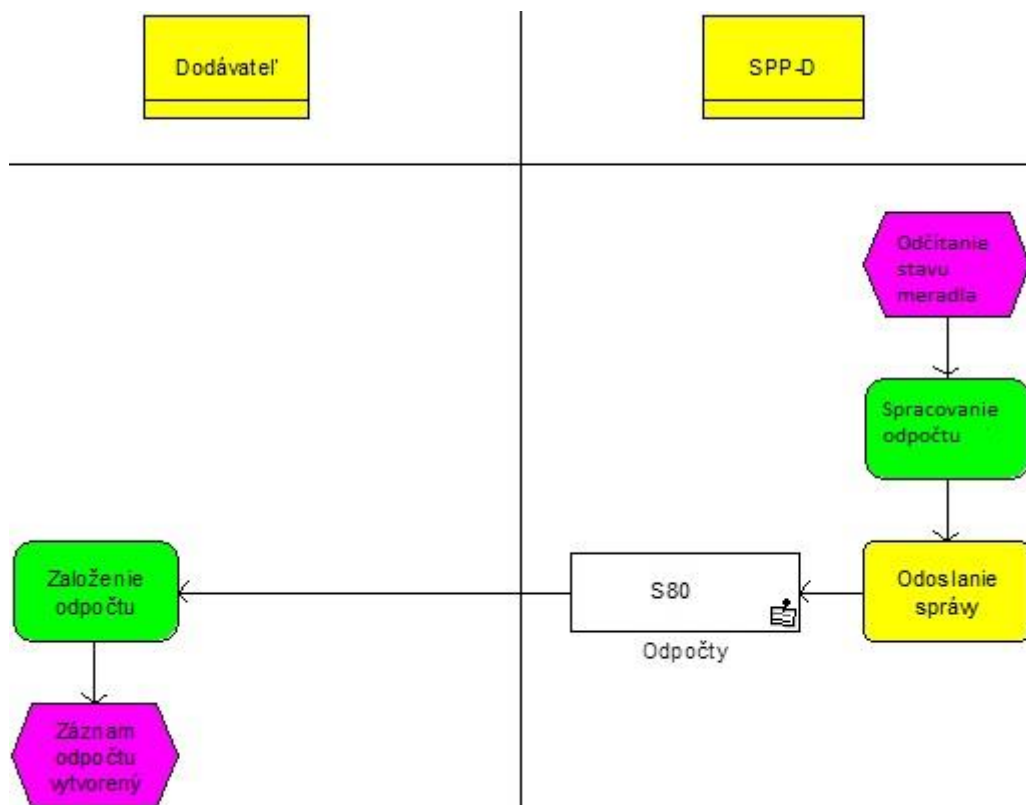 Dodávateľ
SPP-D
Odčítanie
stavu
meradla
Spracovanie
odpočtu
Založenie
odpočtu
S80
Odpočty
Odoslanie
správy
Záznam
odpočtu
vytvorený